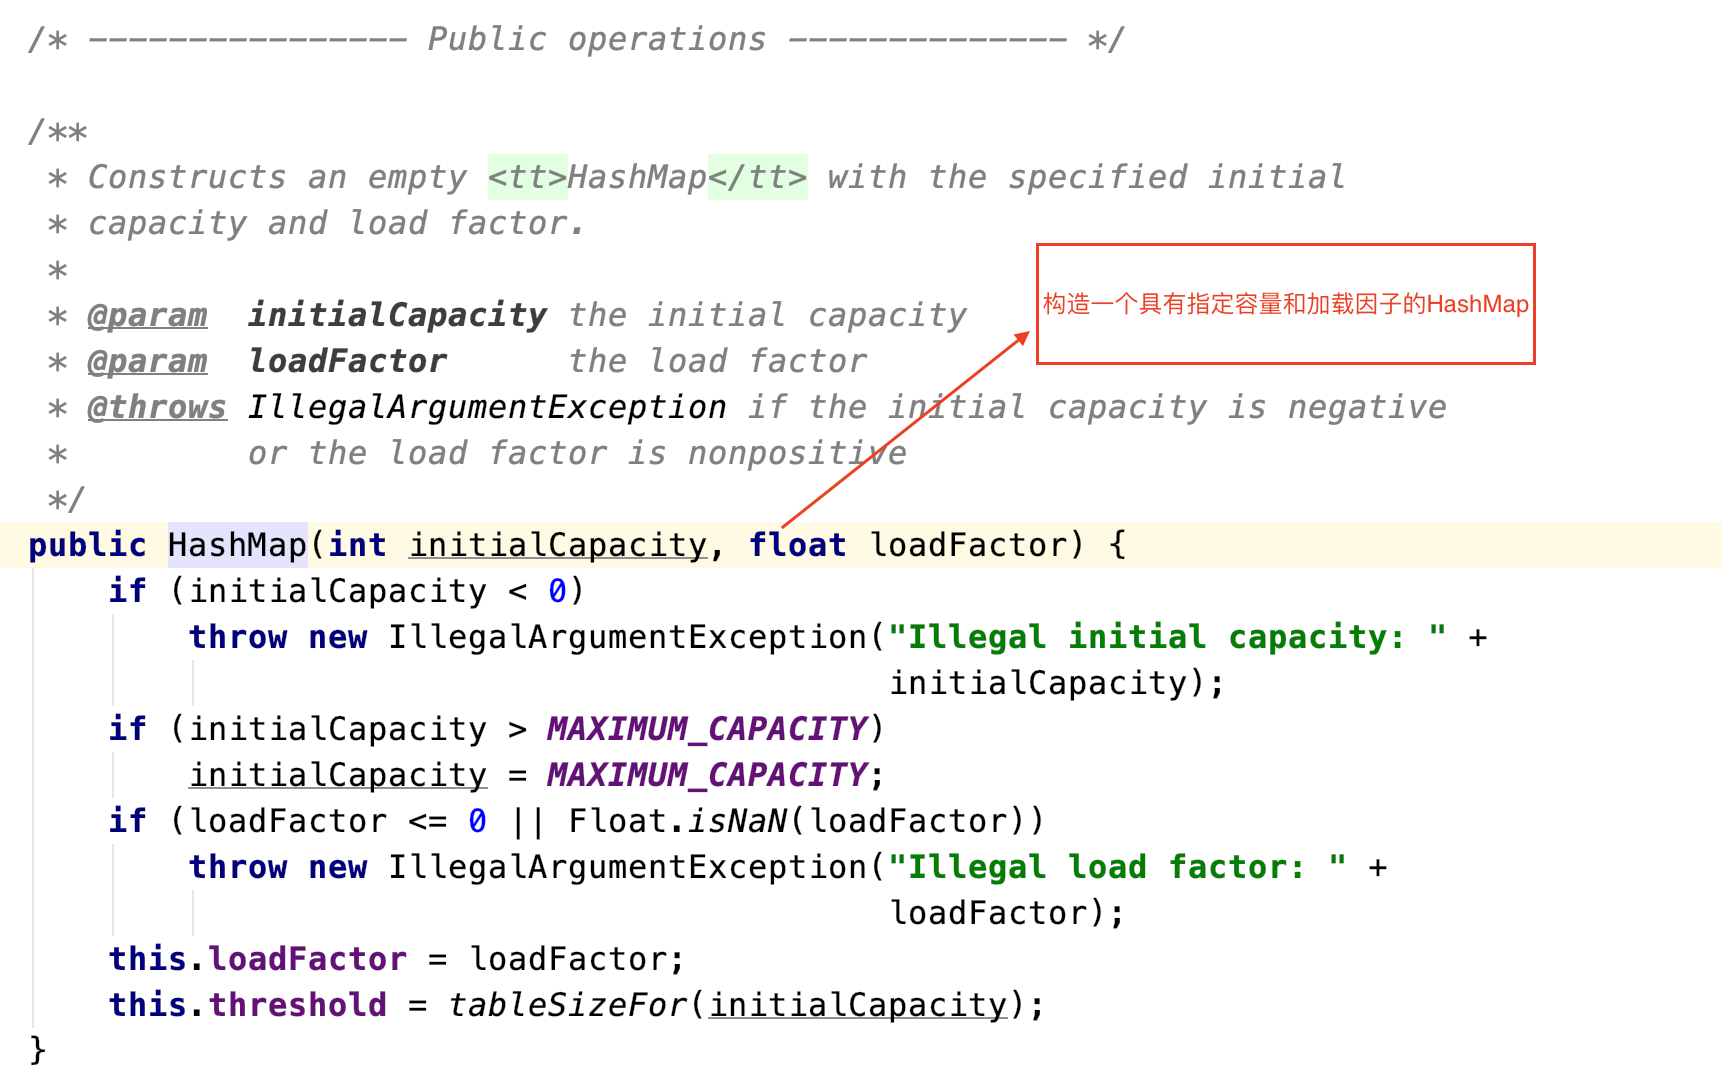 /* ---------------- Public operations -------------- */
/**
* Constructs an empty <tt>HashMap</tt> with the specified initial
* capacity and load factor.
*
构造一个具有指定容量和加载因子的HashMap
* @param  initialCapacity the initial capacity
* @param  loadFactor      the load factor
* @throws IllegalArgumentException if the initial capacity is negative
*         or the load factor is nonpositive
*/
public HashMap(int initialCapacity, float loadFactor) {
    if (initialCapacity < 0)
        throw new IllegalArgumentException("Illegal initial capacity: " +
                                           initialCapacity);
    if (initialCapacity > MAXIMUM_CAPACITY)
        initialCapacity = MAXIMUM_CAPACITY;
    if (loadFactor <= 0 || Float.isNaN(loadFactor))
        throw new IllegalArgumentException("Illegal load factor: " +
                                           loadFactor);
    this.loadFactor = loadFactor;
    this.threshold = tableSizeFor(initialCapacity);
}